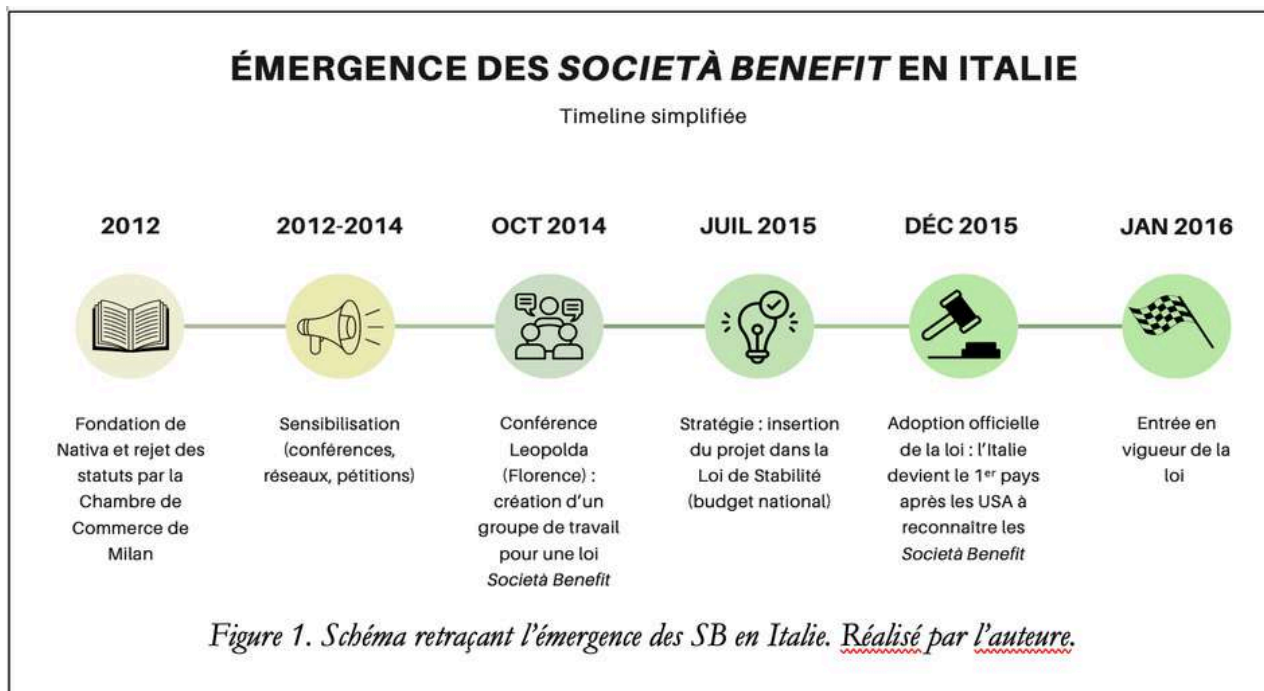 ÉMERGENCE DES SOCIETÀ BENEFIT EN ITALIE
Timeline simplifiée
2012
2012-2014
OCT 2014
JUIL 2015
DÉC 2015
JAN 2016
Fondation de
Nativa et rejet des
statuts par la
Chambre de
Commerce de
Milan
Sensibilisation
(conférences,
réseaux, pétitions)
Conférence
Leopolda
(Florence) :
création d’un
groupe de travail
pour une loi
Società Benefit
Stratégie : insertion
du projet dans la
Loi de Stabilité
(budget national)
Adoption officielle
de la loi : l’Italie
devient le 1er pays
après les USA à
reconnaître les
Società Benefit
Entrée en
vigueur de la
loi
Figure 1. Schéma retraçant l’émergence des SB en Italie. Réalisé par l’auteure.